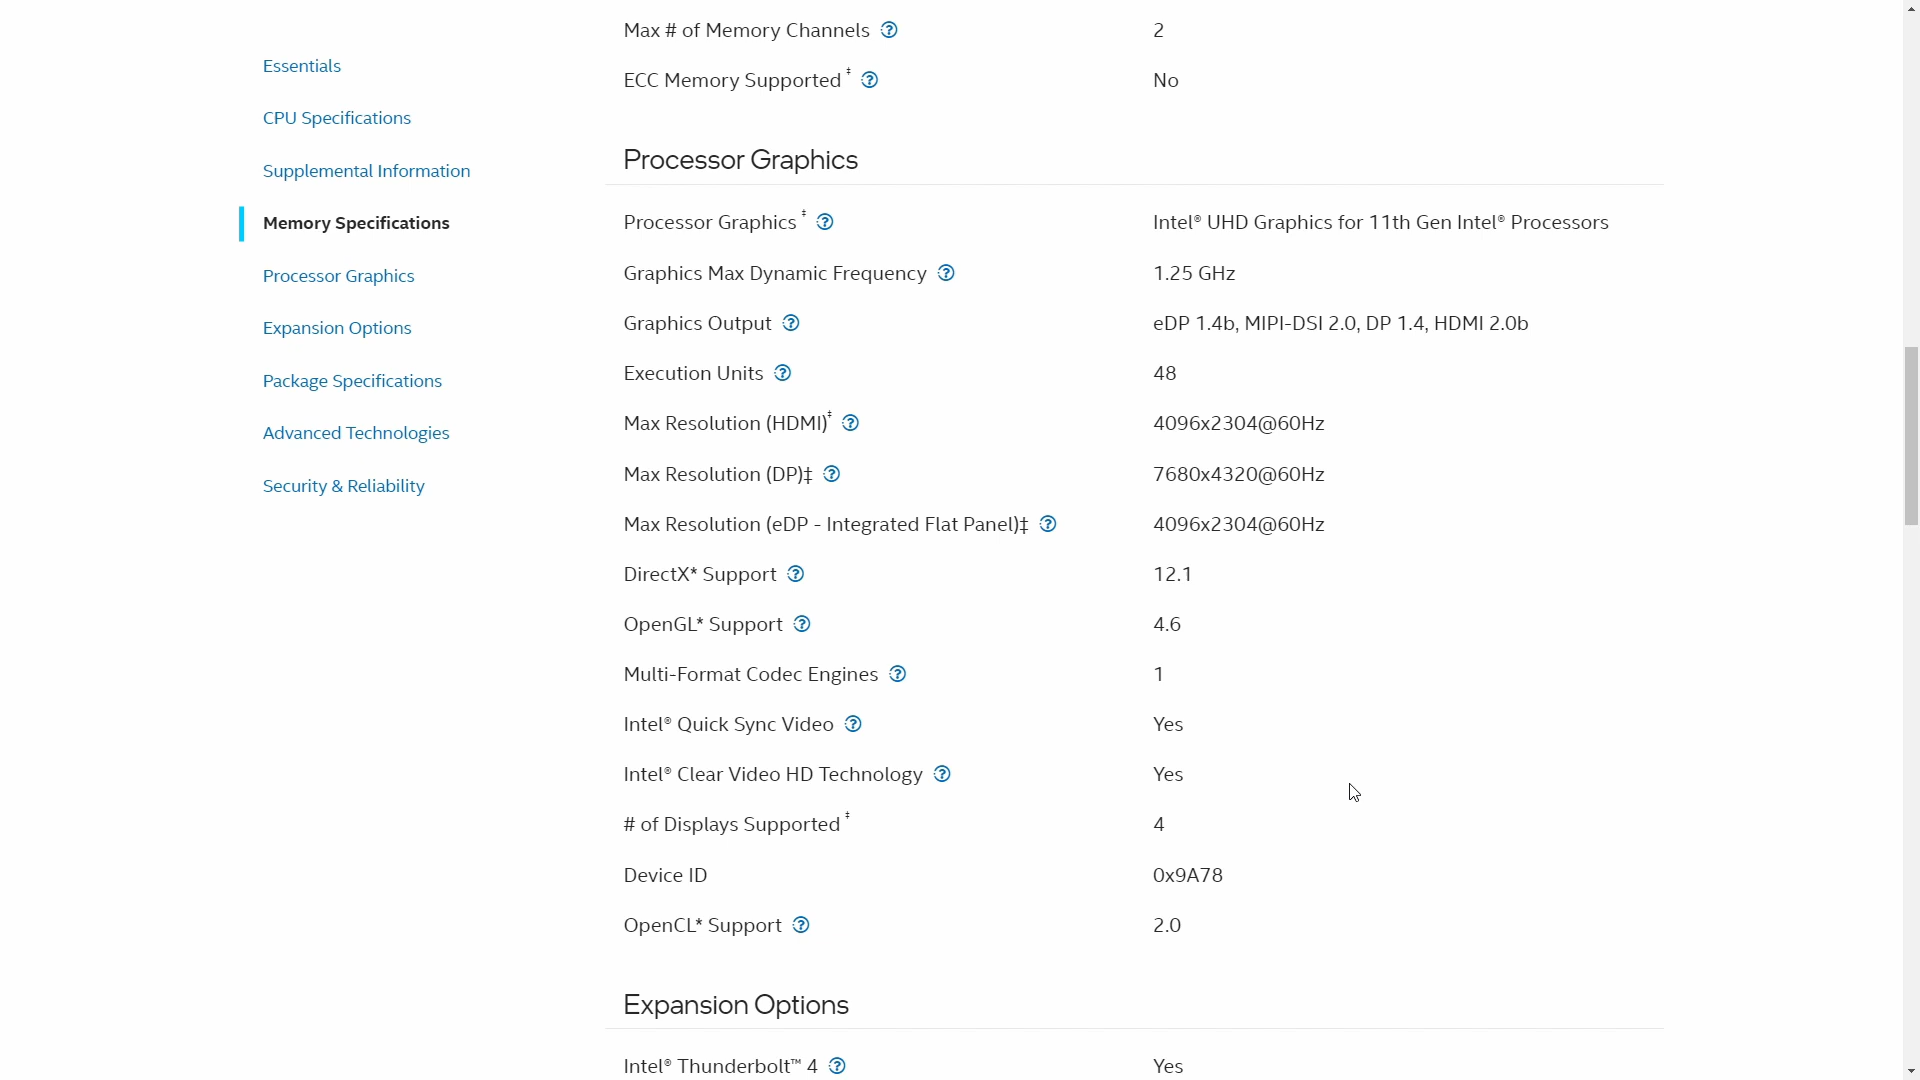 Max # of Memory Channels 2
Essentials
ECC Memory Supported ‡ No
CPU Specifications
Processor Graphics
Supplemental Information
Memory Specifications
Processor Graphics ‡ Intel® UHD Graphics for 11th Gen Intel® Processors
Processor Graphics
Graphics Max Dynamic Frequency 1.25 GHz
Expansion Options
Graphics Output eDP 1.4b, MIPI-DSI 2.0, DP 1.4, HDMI 2.0b
Package Specifications
Execution Units 48
Advanced Technologies
Max Resolution (HDMI)‡ 4096x2304@60Hz
Security & Reliability
Max Resolution (DP)‡ 7680x4320@60Hz
Max Resolution (eDP - Integrated Flat Panel)‡ 4096x2304@60Hz
DirectX* Support 12.1
OpenGL* Support 4.6
Multi-Format Codec Engines 1
Intel® Quick Sync Video Yes
Intel® Clear Video HD Technology Yes
# of Displays Supported ‡ 4
Device ID 0x9A78
OpenCL* Support 2.0
Expansion Options
Intel® Thunderbolt™ 4 Yes